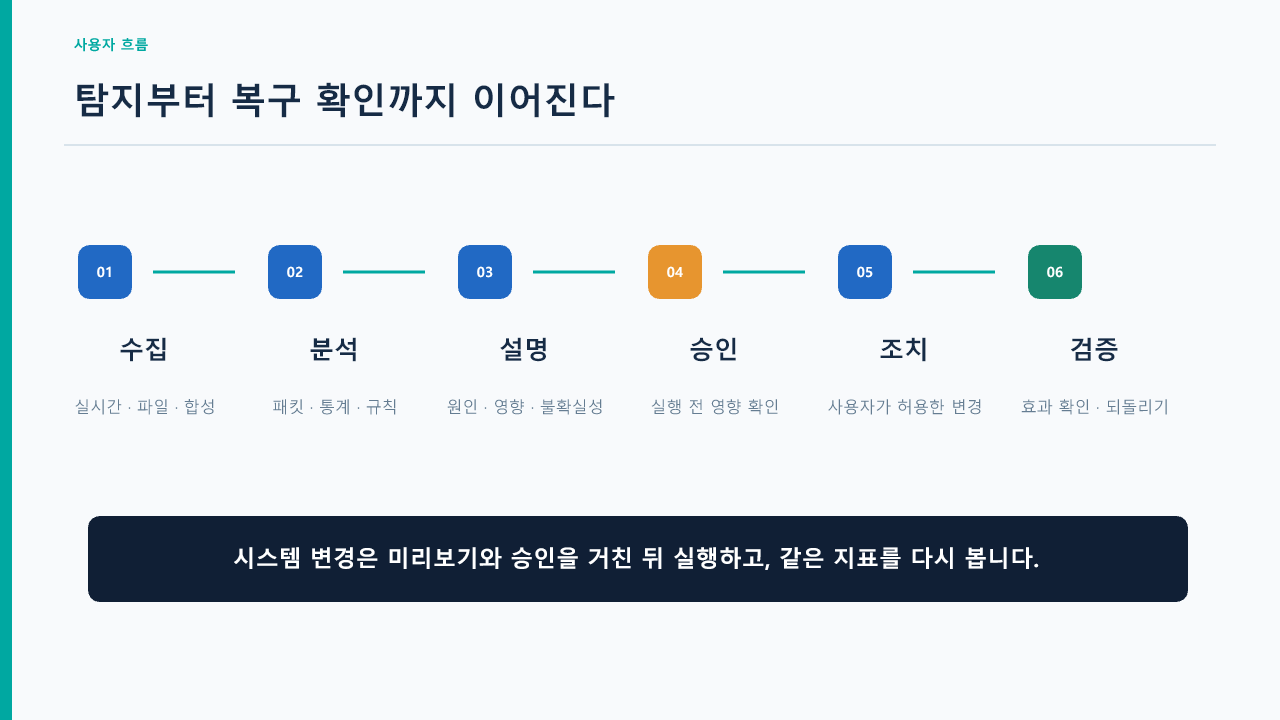 사용자 흐름
탐지부터 복구 확인까지 이어진다
01 02 03 04 05 06
수집 분석 설명 승인 조치 검증
실시간 · 파일 · 합성 패킷 · 통계 · 규칙 원인 · 영향 · 불확실성 실행 전 영향 확인 사용자가 허용한 변경 효과 확인 · 되돌리기
시스템 변경은 미리보기와 승인을 거친 뒤 실행하고, 같은 지표를 다시 봅니다.